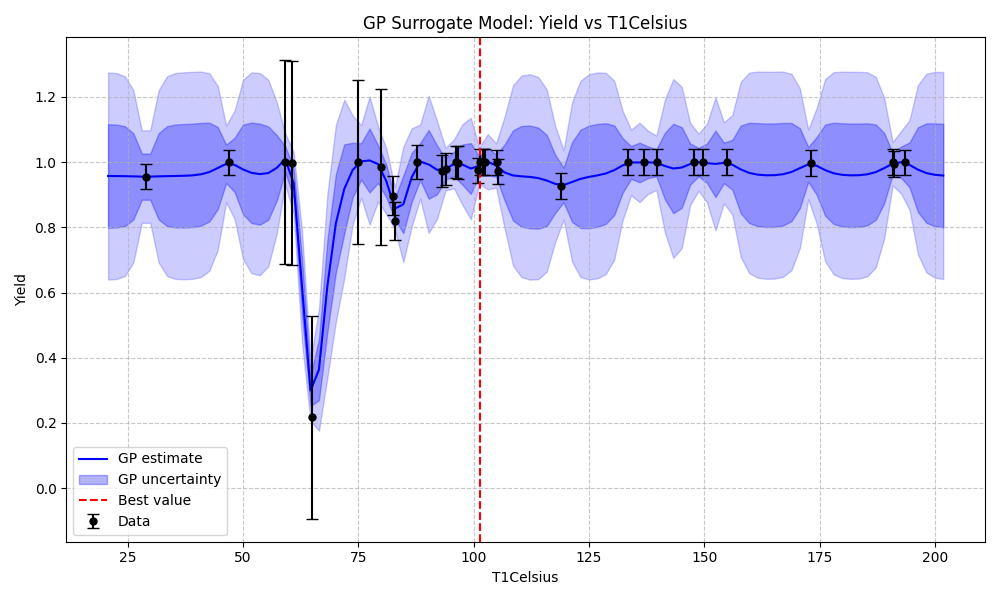 GP Surrogate Model: Yield vs T1Celsius
Yield
1.2
1.0
0.8
0.6
0.4
0.2
0.0
GP estimate
GP uncertainty
Best value
Data
25
50
75
100
125
150
175
200
T1Celsius